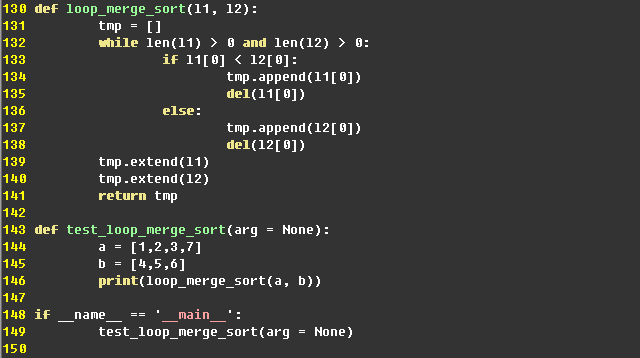 130 def loop_merge_sort(l1, l2):
131         tmp = []
132         while len(l1) > 0 and len(l2) > 0:
133                 if l1[0] < l2[0]:
134                         tmp.append(l1[0])
135                         del(l1[0])
136                 else:
137                         tmp.append(l2[0])
138                         del(l2[0])
139         tmp.extend(l1)
140         tmp.extend(l2)
141         return tmp
142
143 def test_loop_merge_sort(arg = None):
144         a = [1,2,3,7]
145         b = [4,5,6]
146         print(loop_merge_sort(a, b))
147
148 if __name__ == '__main__':
149         test_loop_merge_sort(arg = None)
150